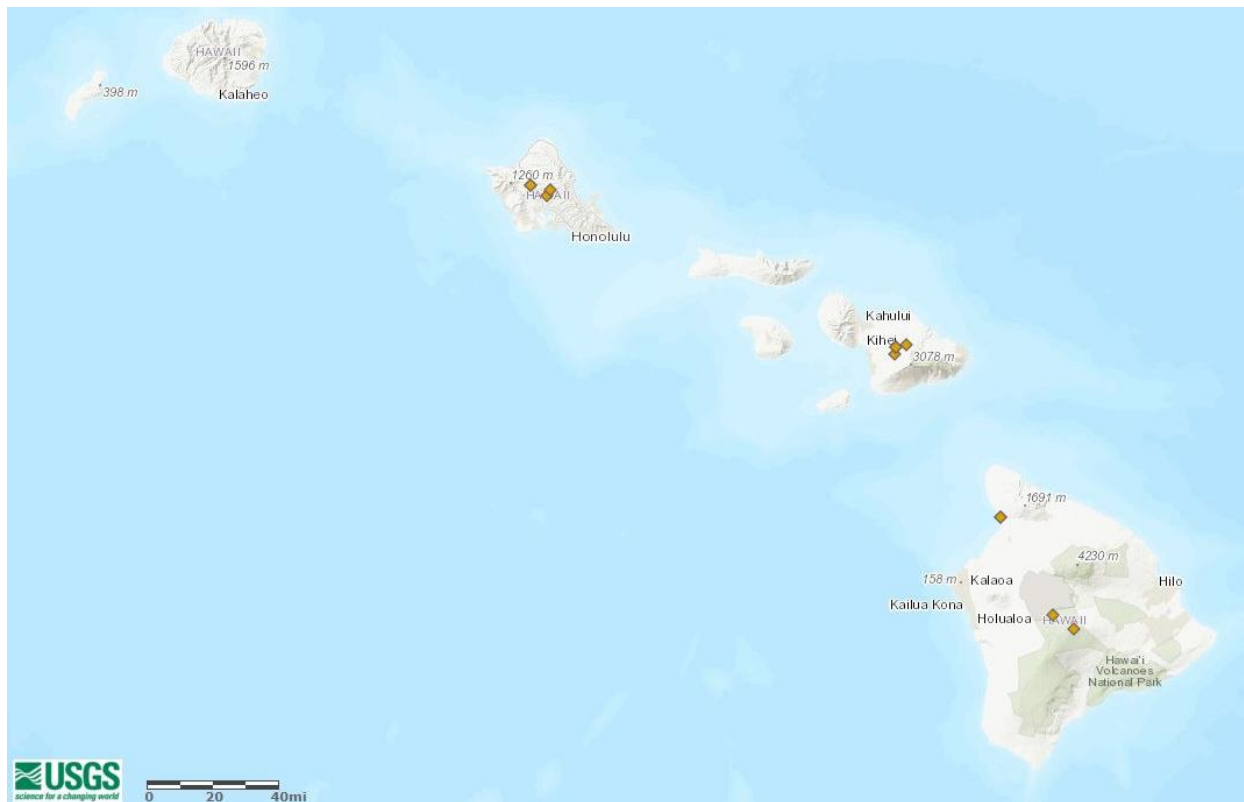 HAWAII
1596 m
398 m
Kalaheo
1260 m
HAWAII
Honolulu
Kahului
Kihei
3078 m
1691 m
4230 m
158 m
Kalaoa
Hilo
Kailua Kona
Holualoa
HAWAII
Hawai'i
Volcanoes
National Park
USGS
science for a changing world
0 20 40mi